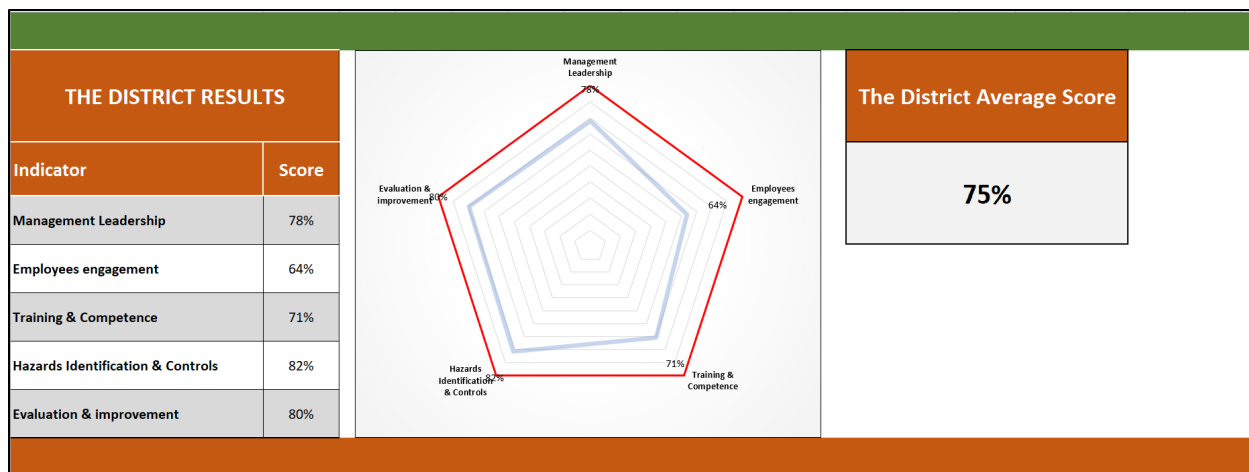 THE DISTRICT RESULTS
Indicator Score
Management Leadership 78%
Employees engagement 64%
Training & Competence 71%
Hazards Identification & Controls 82%
Evaluation & improvement 80%
Management
Leadership
78%
Employees
engagement
64%
Training &
Competence
71%
Hazards
Identification
& Controls
82%
Evaluation &
improvement
80%
The District Average Score
75%